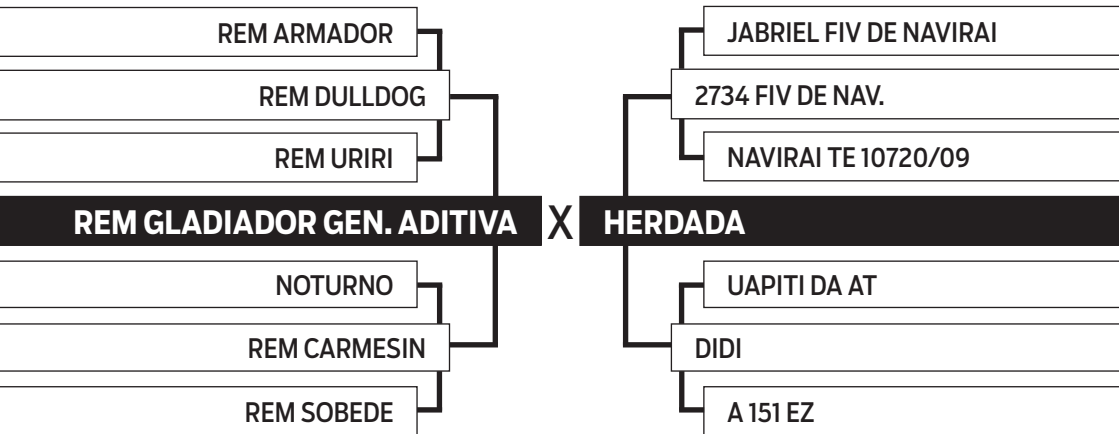 REM ARMADOR
REM DULLDOG
REM URIRI
REM GLADIADOR GEN. ADITIVA X HERDADA
NOTURNO
REM CARMESIN
REM SOBEDE
JABRIEL FIV DE NAVIRAI
2734 FIV DE NAV.
NAVIRAI TE 10720/09
UAPITI DA AT
DIDI
A 151 EZ